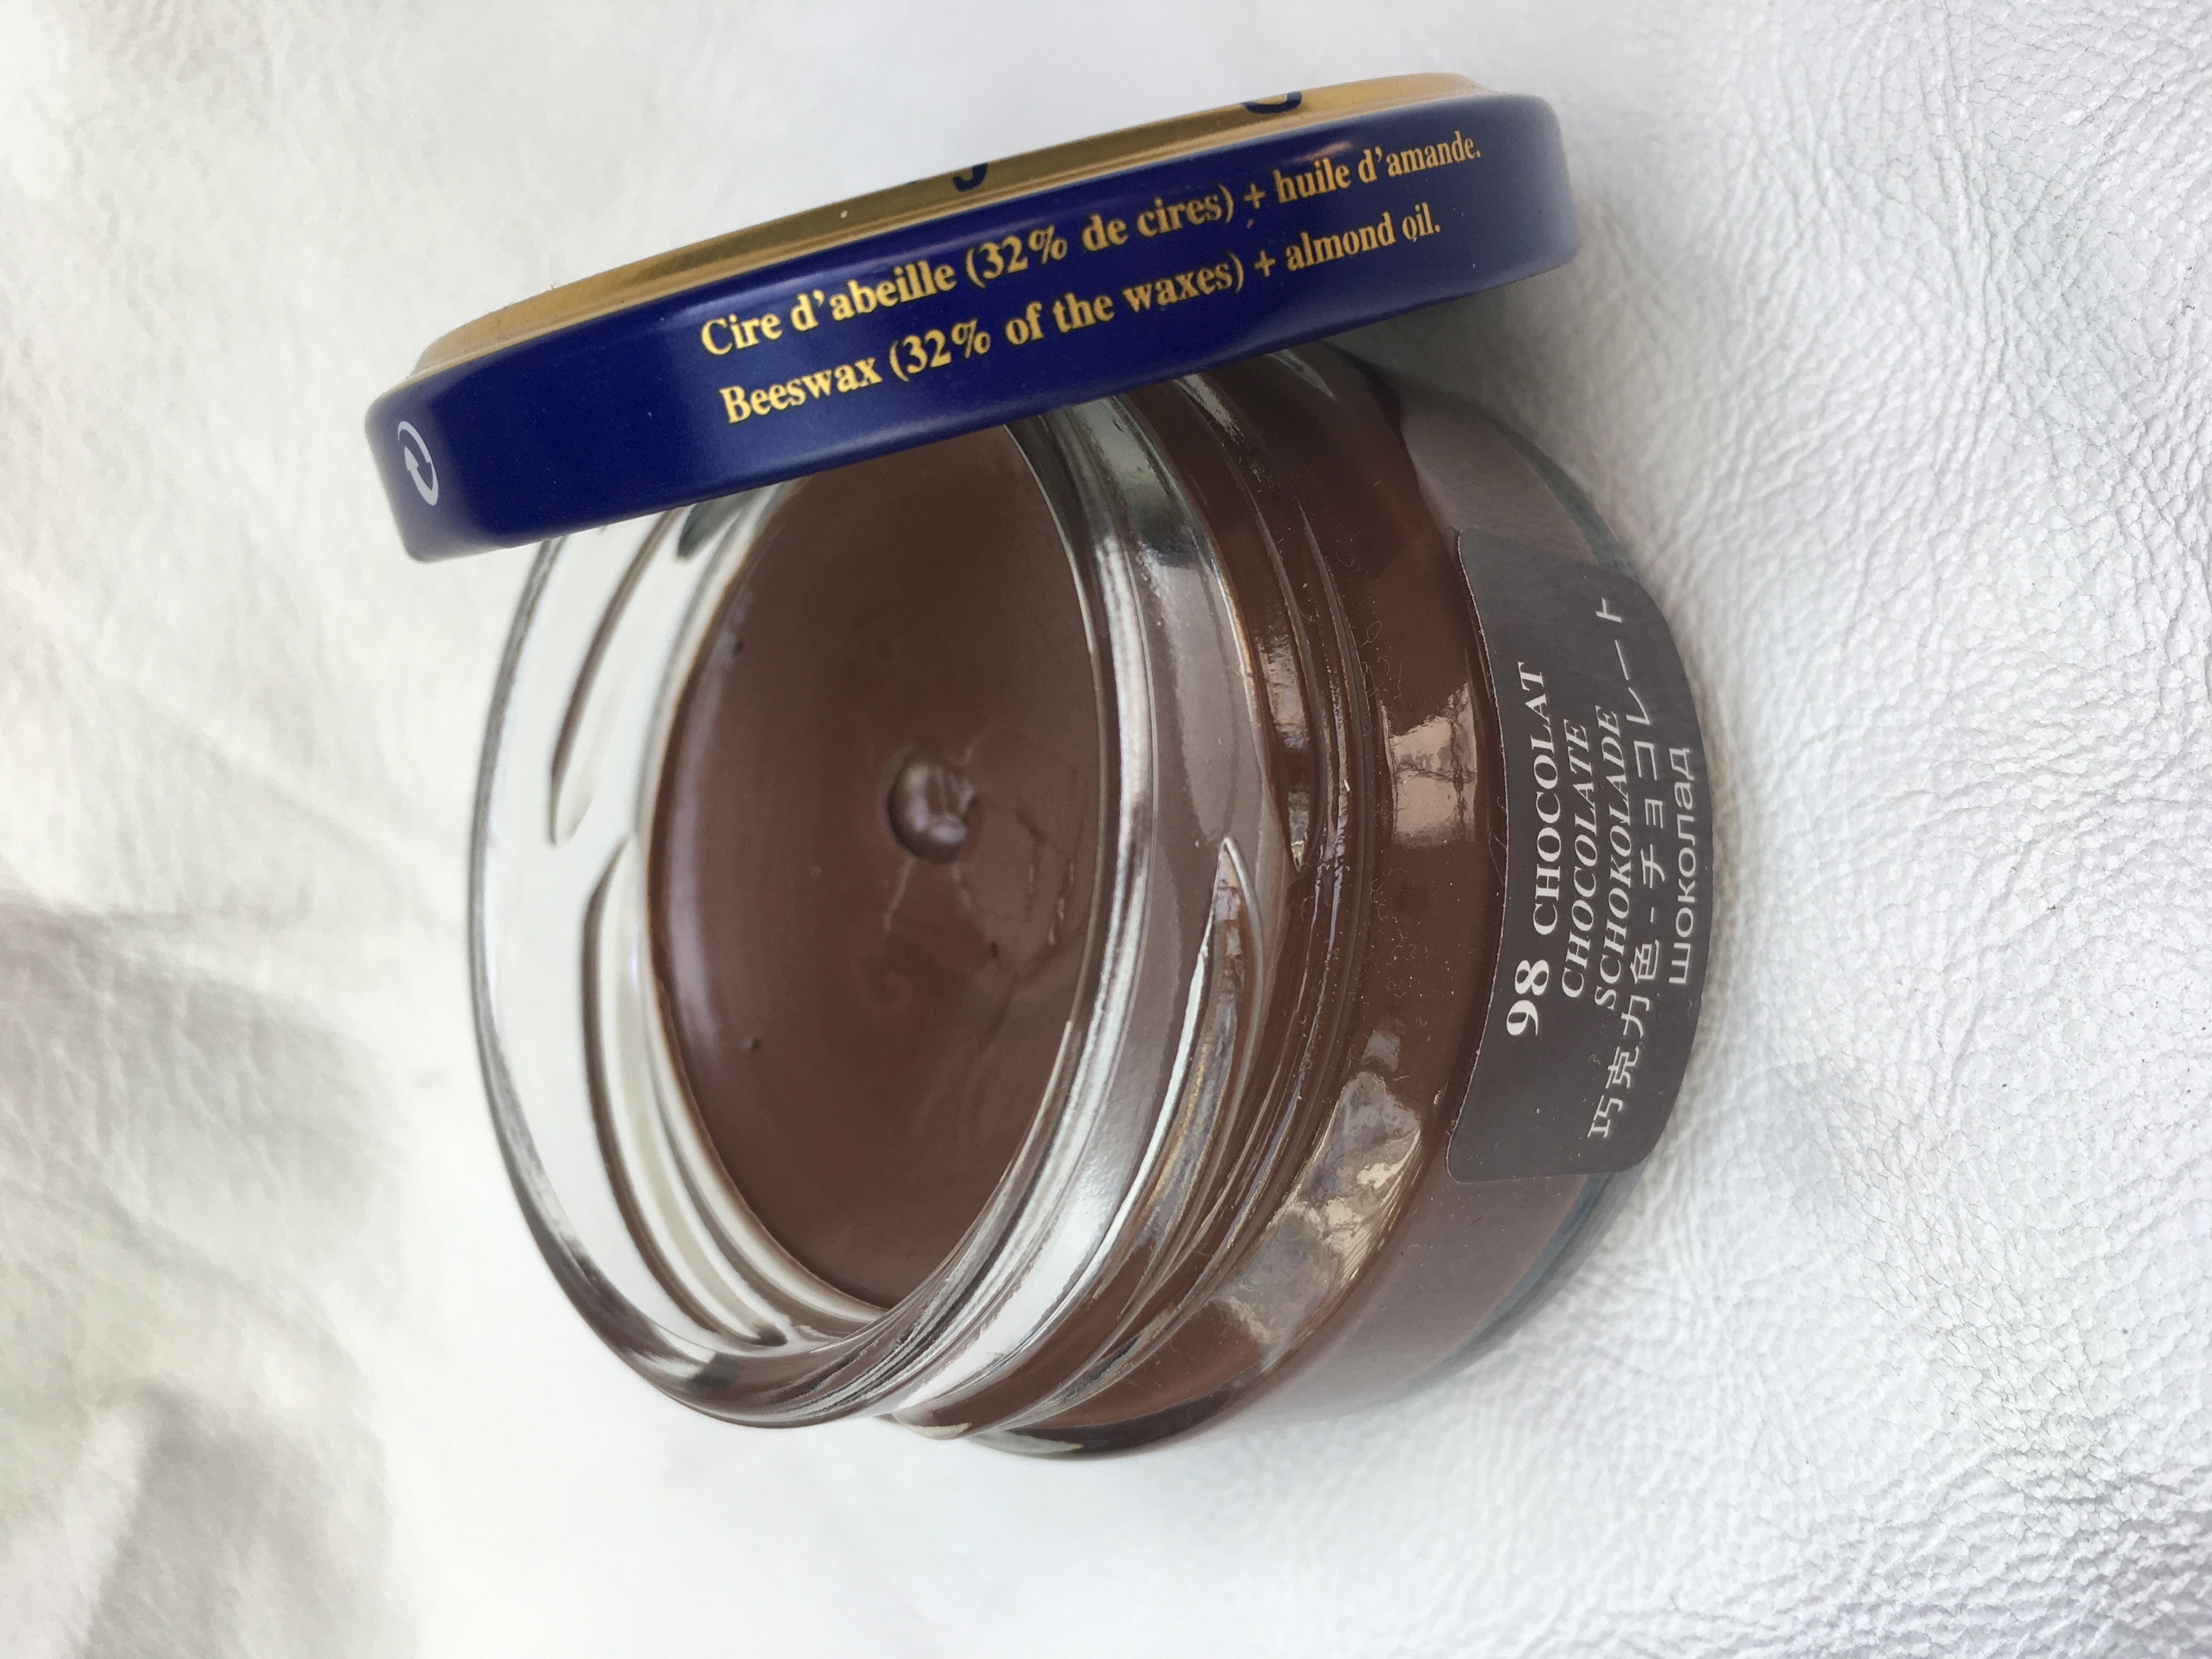 Cire d'abeille (32% de cires) + huile d'amande.
Beeswax (32% of the waxes) + almond oil.
98 CHOCOLAT
CHOCOLATE
SCHOKOLADE
巧克力色 - チョコレート
шоколад